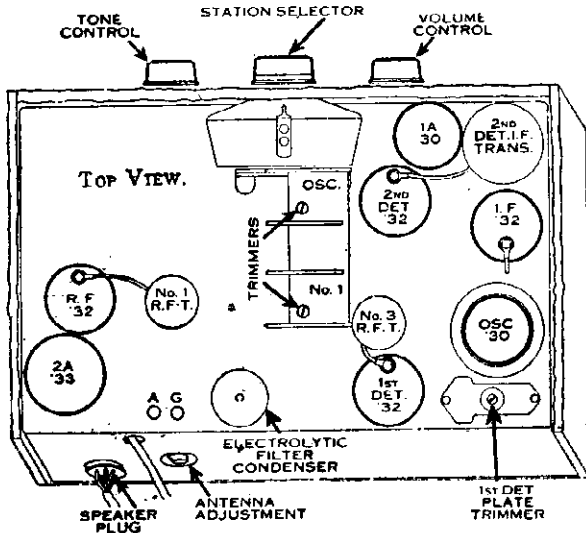 TONE
CONTROL
STATION SELECTOR
VOLUME
CONTROL
TOP VIEW.
OSC.
TRIMMERS
No. 1
1A
30
2ND
DET. I.F.
TRANS.
2ND
DET
'32
I.F
'32
R.F
'32
No. 1
R.F.T.
No. 3
R.F.T.
OSC
'30
2A
'33
A G
1ST
DET.
'32
ELECTROLYTIC
FILTER
CONDENSER
SPEAKER
PLUG
ANTENNA
ADJUSTMENT
1ST DET
PLATE
TRIMMER